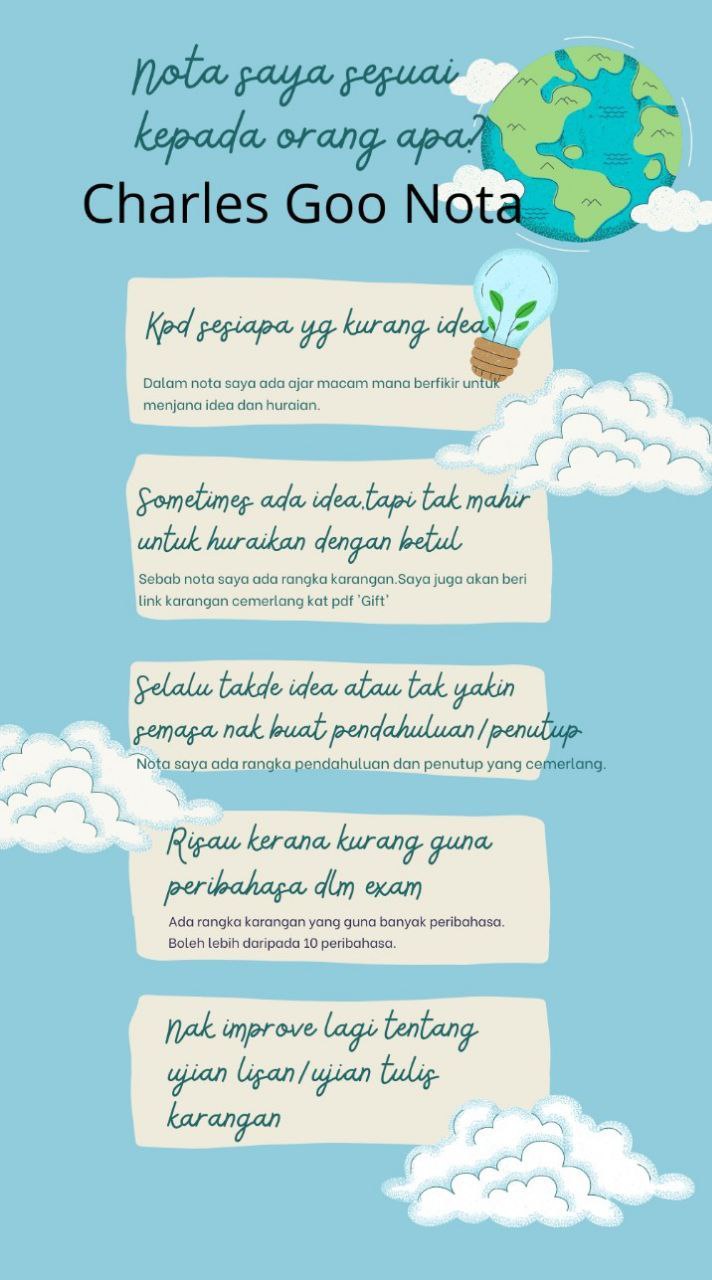 Nota saya sesuai
kepada orang apa?
Charles Goo Nota
Kpd sesiapa yg kurang idea
Dalam nota saya ada ajar macam mana berfikir untuk
menjana idea dan huraian.
Sometimes ada idea,tapi tak mahir
untuk huraikan dengan betul
Sebab nota saya ada rangka karangan.Saya juga akan beri
link karangan cemerlang kat pdf 'Gift'
Selalu takde idea atau tak yakin
semasa nak buat pendahuluan/penutup
Nota saya ada rangka pendahuluan dan penutup yang cemerlang.
Risau kerana kurang guna
peribahasa dlm exam
Ada rangka karangan yang guna banyak peribahasa.
Boleh lebih daripada 10 peribahasa.
Nak improve lagi tentang
ujian lisan/ujian tulis
karangan